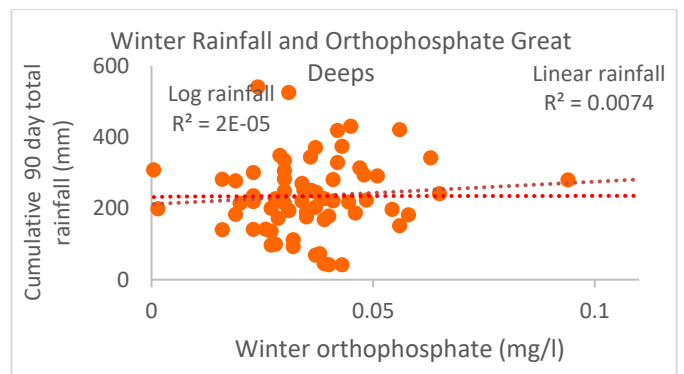 Winter Rainfall and Orthophosphate Great
Deeps
Log rainfall
R² = 2E-05
Linear rainfall
R² = 0.0074
Cumulative 90 day total
rainfall (mm)
600
400
200
0
0
0.05
0.1
Winter orthophosphate (mg/l)